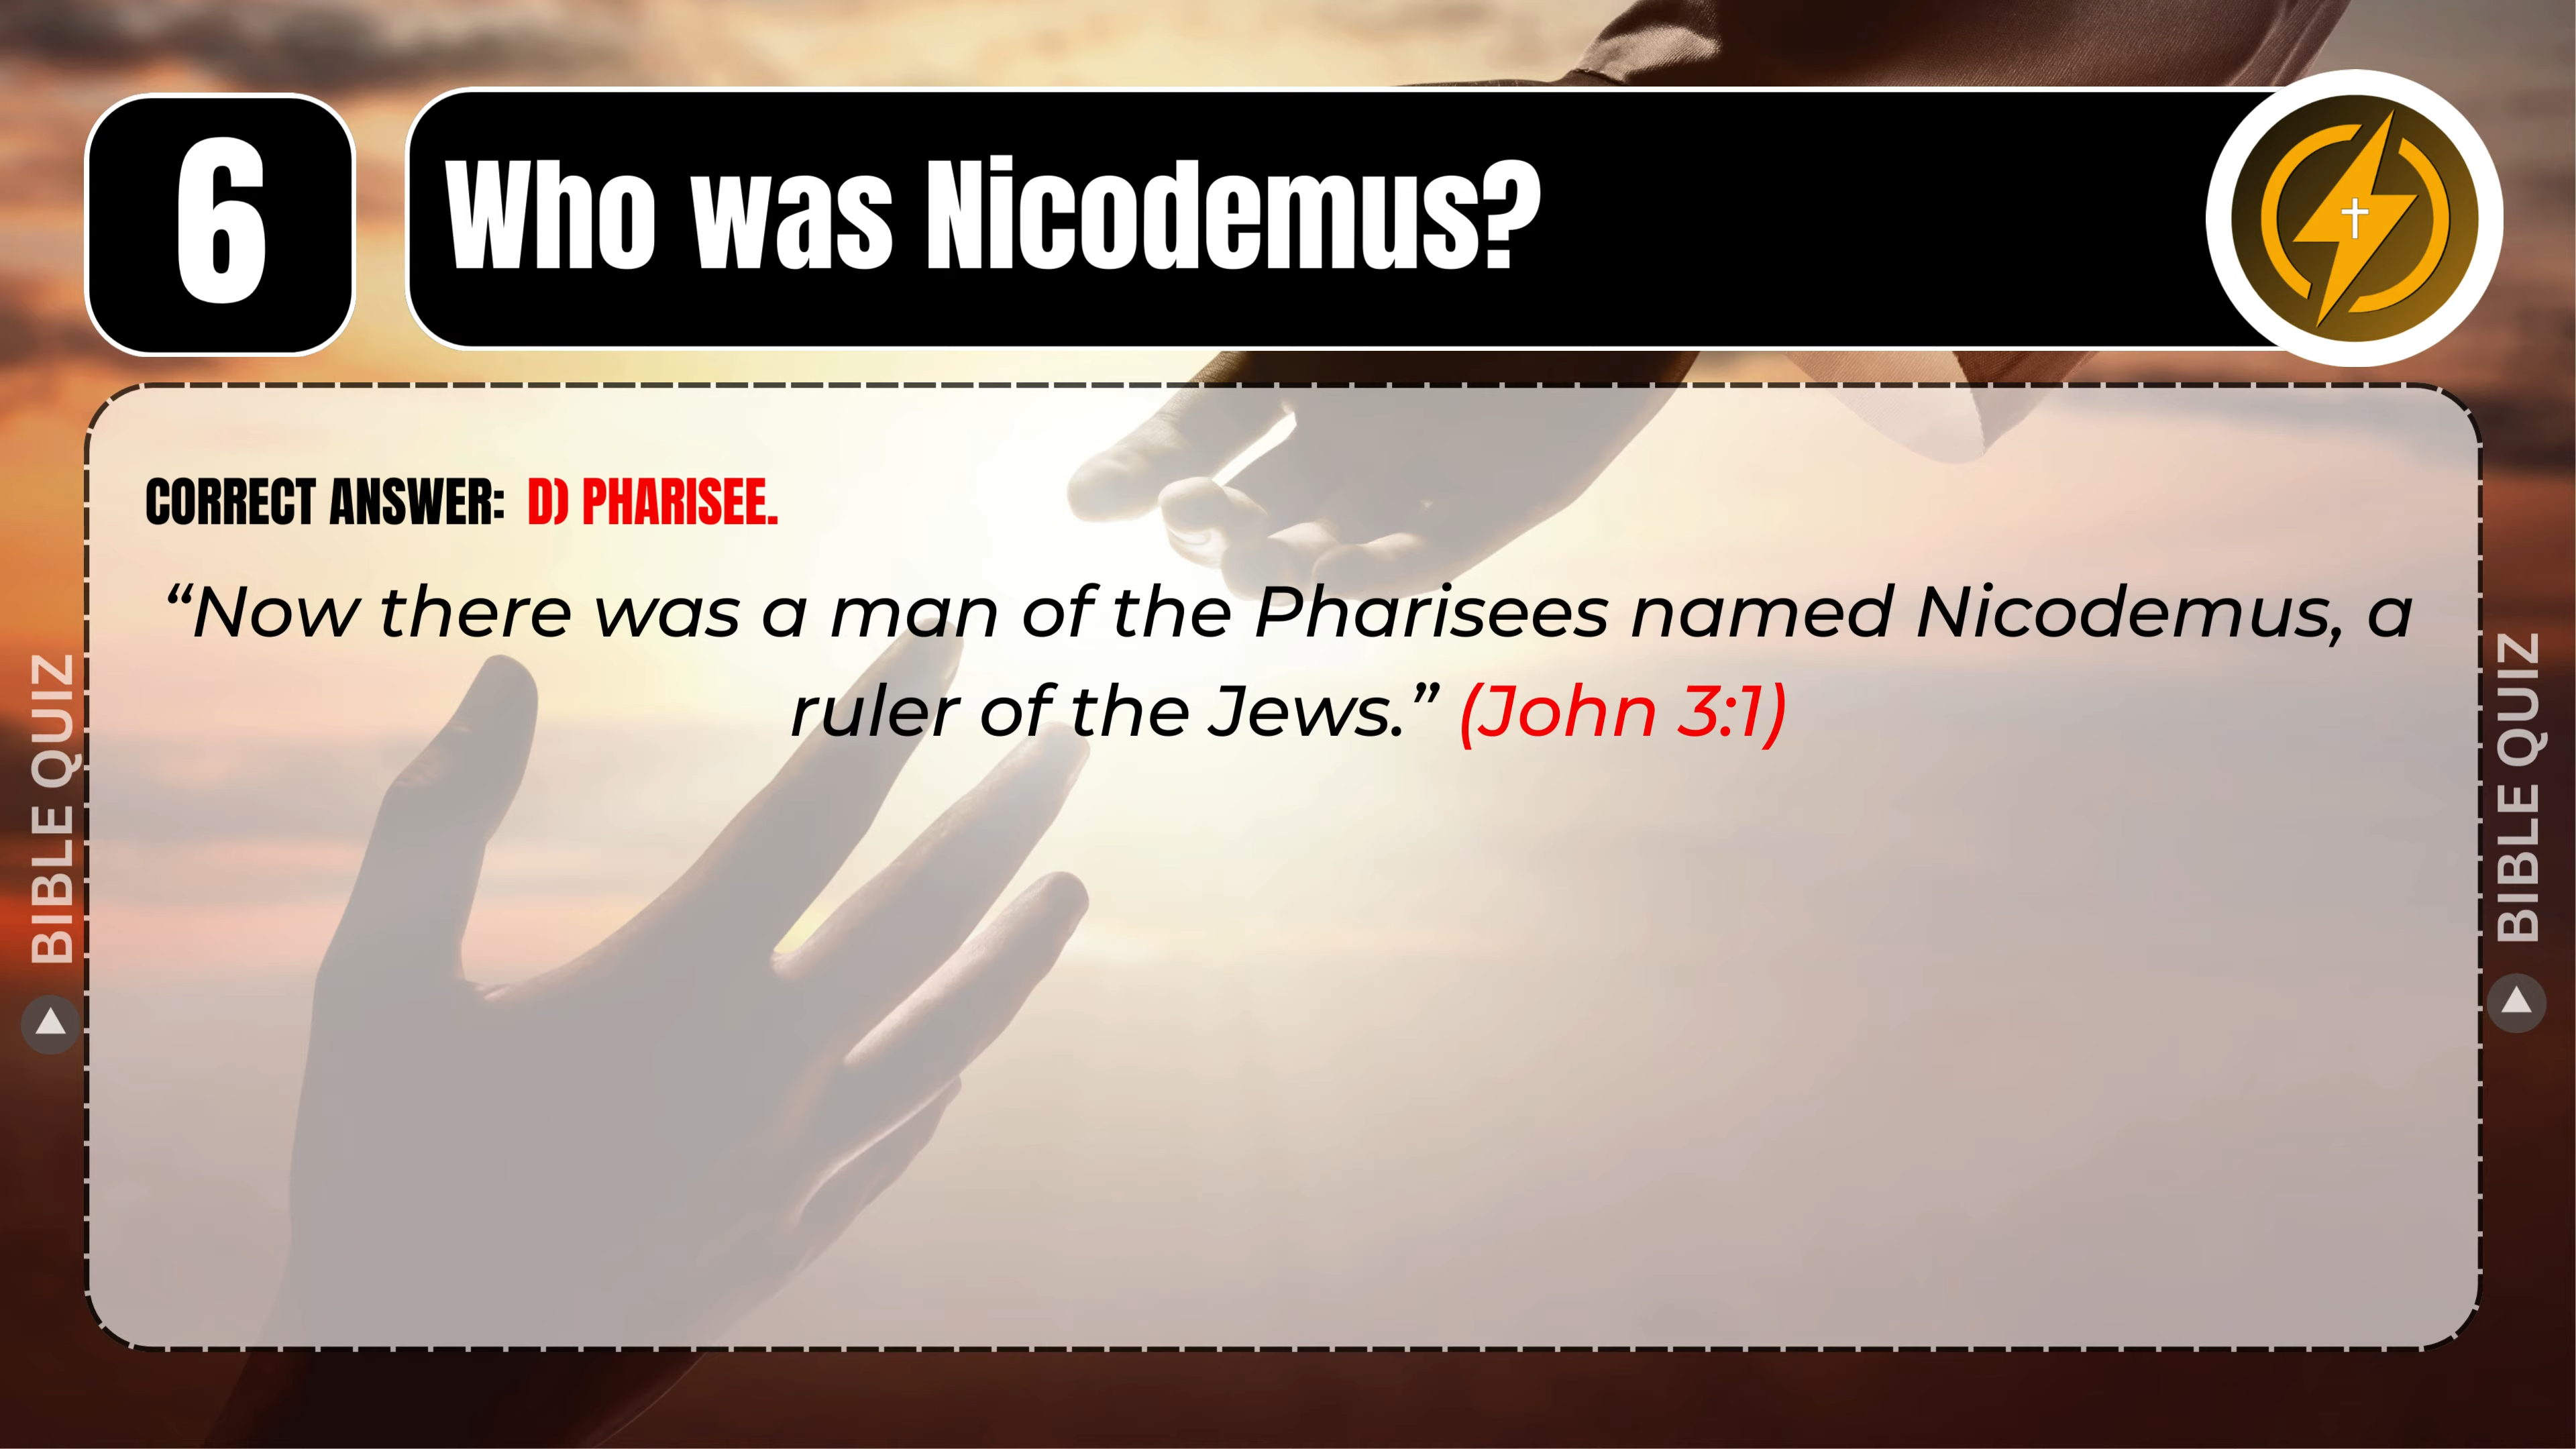 6
Who was Nicodemus?
CORRECT ANSWER: D) PHARISEE.
“Now there was a man of the Pharisees named Nicodemus, a
ruler of the Jews.” (John 3:1)
BIBLE QUIZ
BIBLE QUIZ